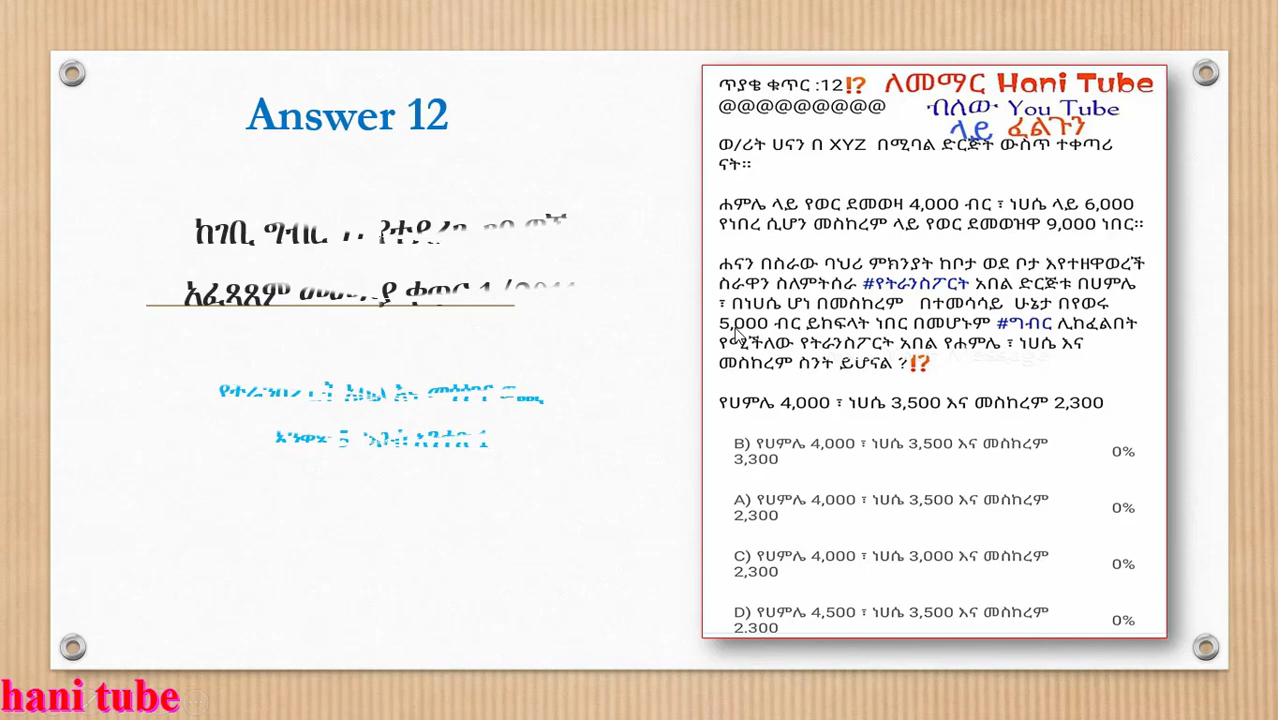 Answer 12
ከገቢ ግብር
አፈጻጸም
ጥያቄ ቁጥር :12⁉ ለመማር Hani Tube
@@@@@@@@@ ብለው You Tube
ላይ ፈልጉን
ወ/ሪት ሀናን በ XYZ በሚባል ድርጅት ውስጥ ተቀጣሪ
ናት።
ሐምሌ ላይ የወር ደመወዛ 4,000 ብር ፣ ነሀሴ ላይ 6,000
የነበረ ሲሆን መስከረም ላይ የወር ደመወዝዋ 9,000 ነበር።
ሐናን በስራው ባህሪ ምክንያት ከቦታ ወደ ቦታ እየተዘዋወረች
ስራዋን ስለምትሰራ #የትራንስፖርት አበል ድርጅቱ በሀምሌ
፣ በነሀሴ ሆነ በመስከረም በተመሳሳይ ሁኔታ በየወሩ
5,000 ብር ይከፍላት ነበር በመሆኑም #ግብር ሊከፈልበት
የሚችለው የትራንስፖርት አበል የሐምሌ ፣ ነሀሴ እና
መስከረም ስንት ይሆናል ?⁉
የሀምሌ 4,000 ፣ ነሀሴ 3,500 እና መስከረም 2,300
B) የሀምሌ 4,000 ፣ ነሀሴ 3,500 እና መስከረም
3,300 0%
A) የሀምሌ 4,000 ፣ ነሀሴ 3,500 እና መስከረም
2,300 0%
C) የሀምሌ 4,000 ፣ ነሀሴ 3,000 እና መስከረም
2,300 0%
D) የሀምሌ 4,500 ፣ ነሀሴ 3,500 እና መስከረም
2.300 0%
hani tube